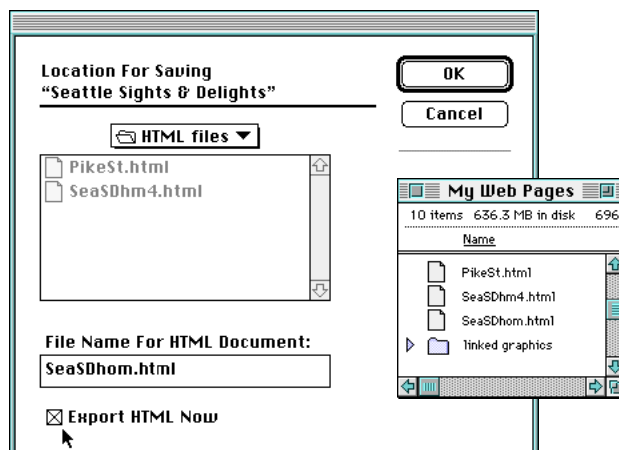 Location For Saving
“Seattle Sights & Delights”
HTML files
PikeSt.html
SeaSDhm4.html
File Name For HTML Document:
SeaSDhom.html
Export HTML Now
OK
Cancel
My Web Pages
10 items 636.3 MB in disk 696
Name
PikeSt.html
SeaSDhm4.html
SeaSDhom.html
linked graphics